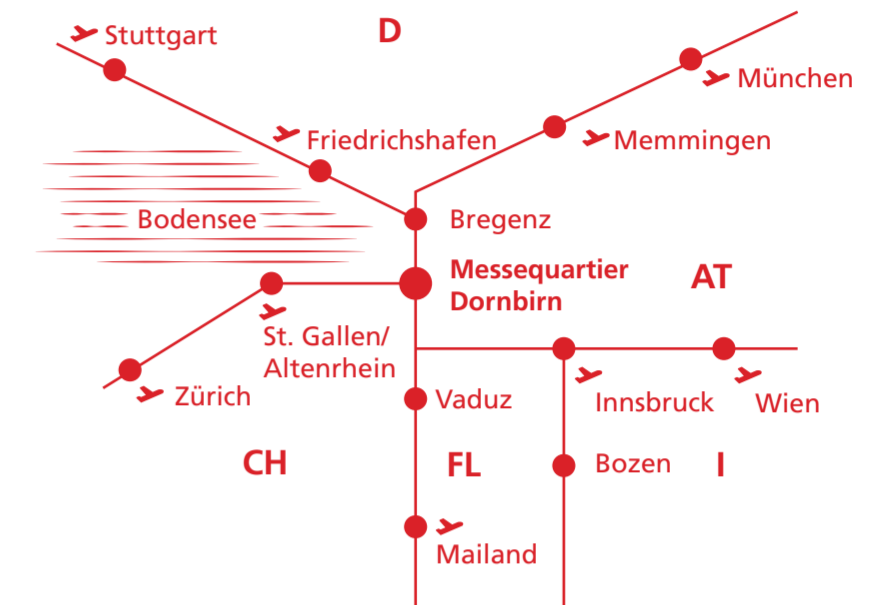 Stuttgart
D
München
Friedrichshafen
Memmingen
Bodensee
Bregenz
Messequartier
Dornbirn
AT
St. Gallen/
Altenrhein
Zürich
Vaduz
Innsbruck
Wien
CH
FL
Bozen
I
Mailand